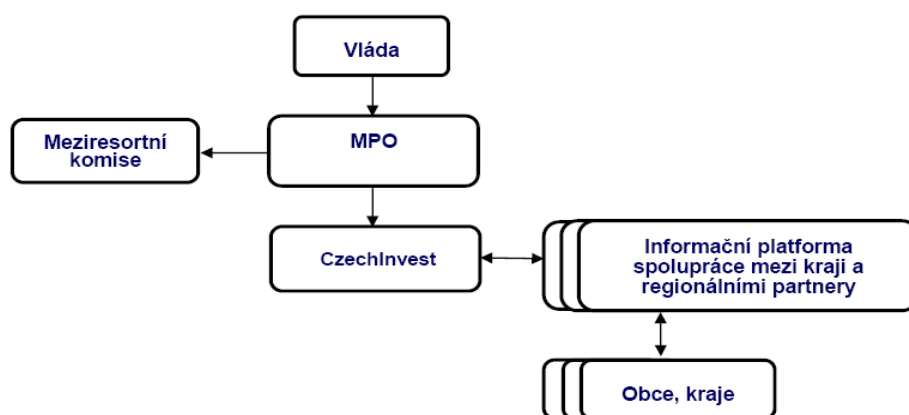 Vláda
Meziresortní
komise
MPO
CzechInvest
Informační platforma
spolupráce mezi kraji a
regionálními partnery
Obce, kraje